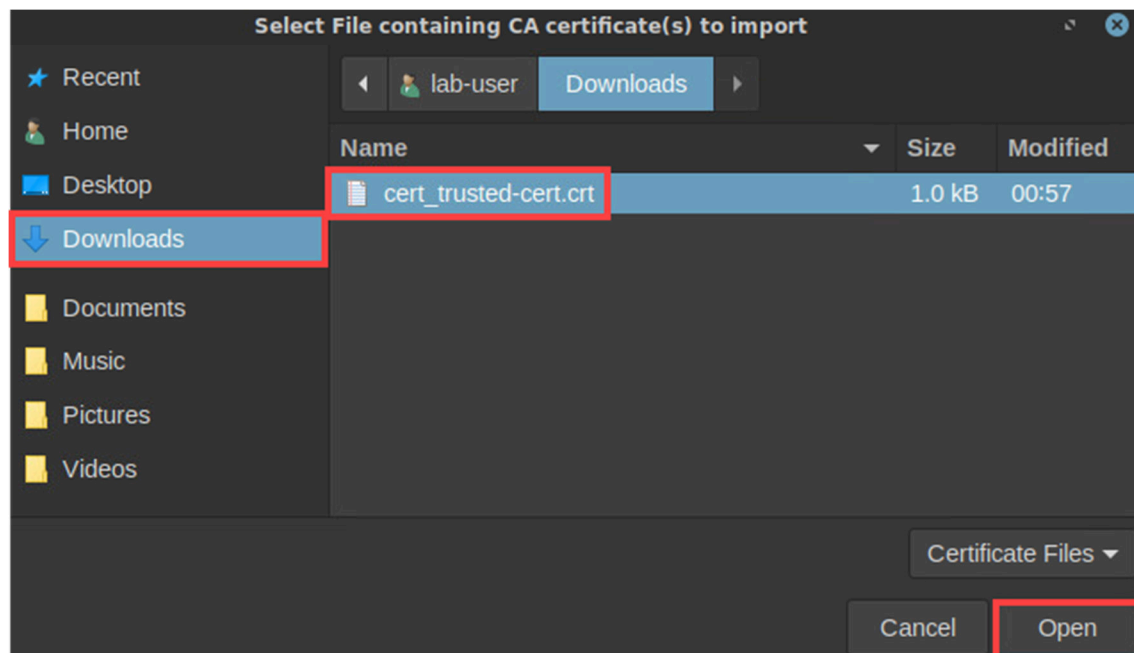 Select File containing CA certificate(s) to import
Recent
Home
Desktop
Downloads
Documents
Music
Pictures
Videos
lab-user Downloads
Name Size Modified
cert_trusted-cert.crt 1.0 kB 00:57
Certificate Files
Cancel Open